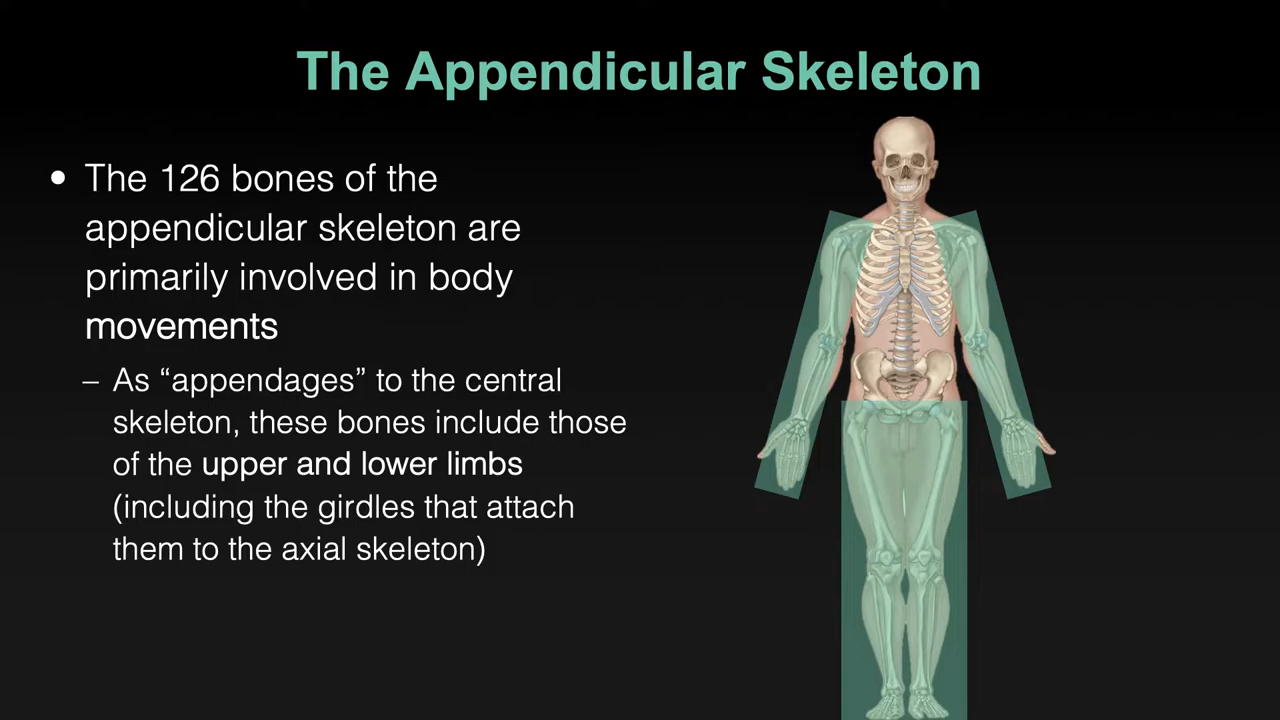 The Appendicular Skeleton
• The 126 bones of the
appendicular skeleton are
primarily involved in body
movements
– As “appendages” to the central
skeleton, these bones include those
of the upper and lower limbs
(including the girdles that attach
them to the axial skeleton)